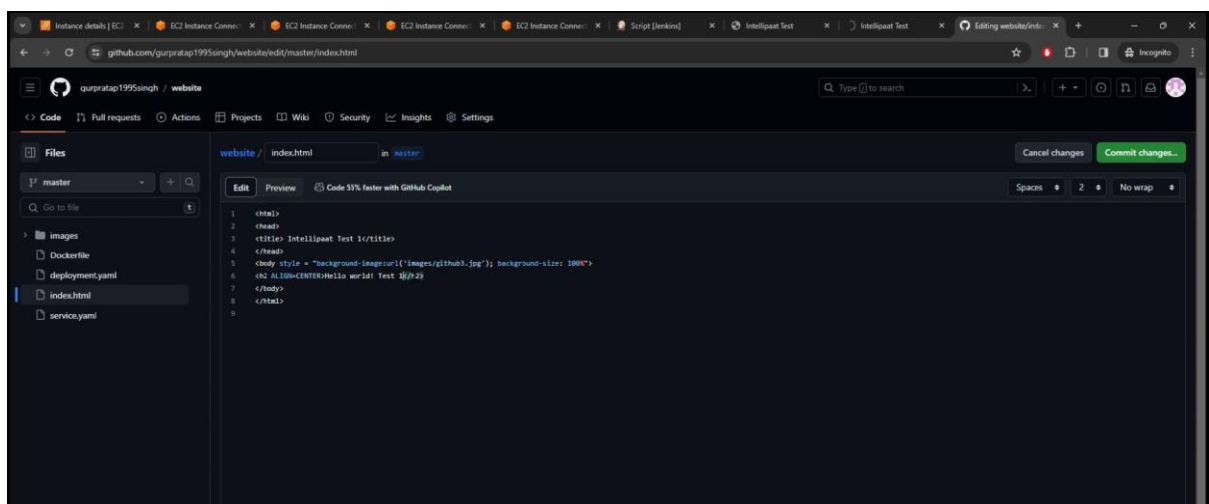 Instance details | EC2
EC2 Instance Connec
EC2 Instance Connec
EC2 Instance Connec
EC2 Instance Connec
Script [Jenkins]
Intellipaat Test
Intellipaat Test
Editing website/inde
github.com/gurpratap1995singh/website/edit/master/index.html
Incognito
gurpratap1995singh / website
Type / to search
Code Pull requests Actions Projects Wiki Security Insights Settings
Files
website / index.html in master
Cancel changes Commit changes...
master
Edit Preview Code 55% faster with GitHub Copilot
Spaces 2 No wrap
Go to file t
images
Dockerfile
deployment.yaml
index.html
service.yaml
1 <html>
2 <head>
3 <title> Intellipaat Test 1</title>
4 </head>
5 <body style = "background-image:url('images/github3.jpg'); background-size: 100%">
6 <h2 ALIGN=CENTER>Hello world! Test 1</h2>
7 </body>
8 </html>
9